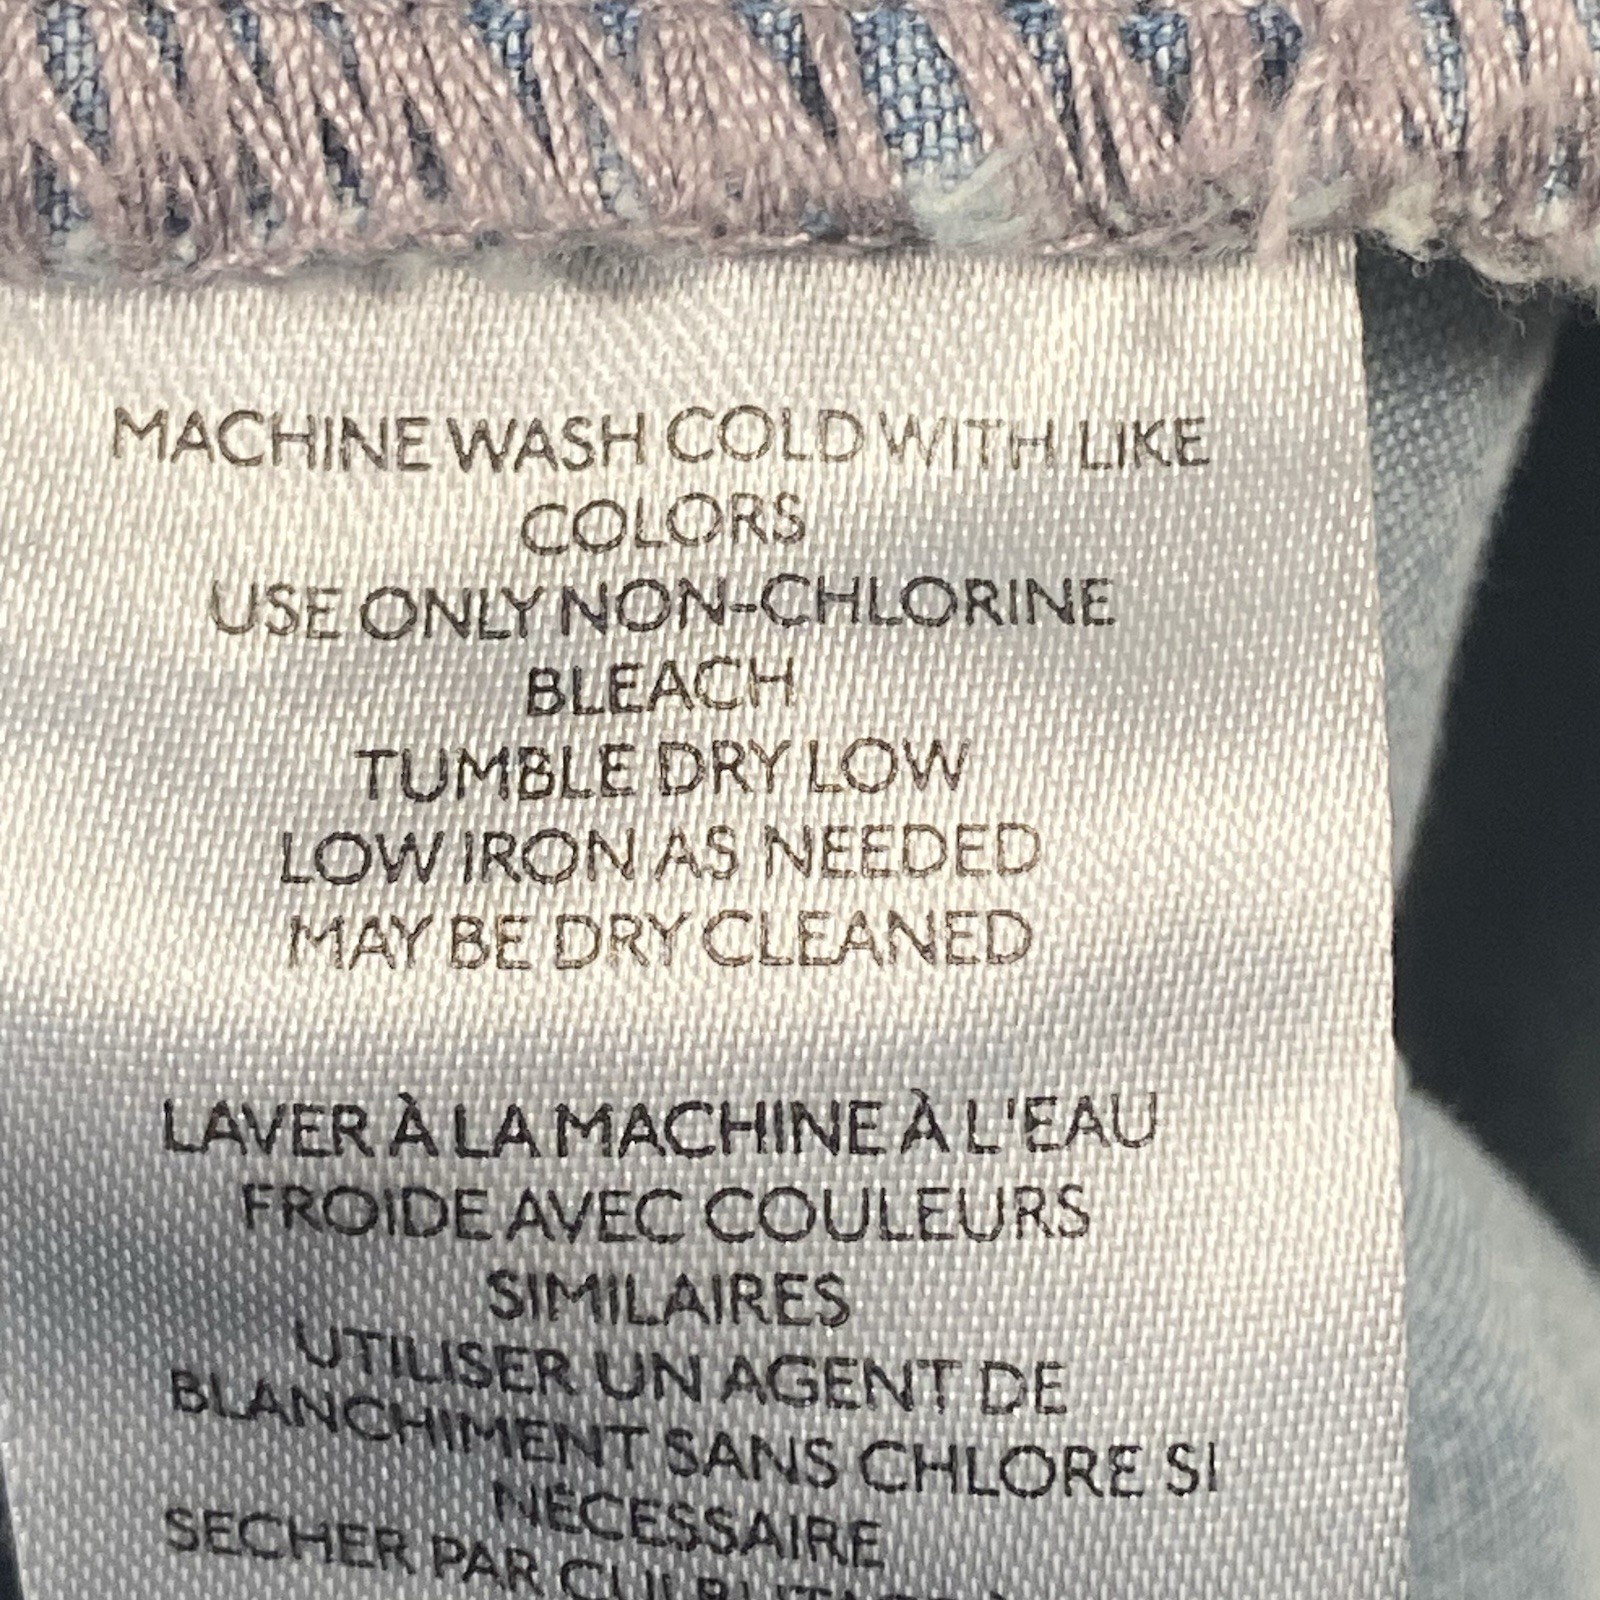 MACHINE WASH COLD WITH LIKE
COLORS
USE ONLY NON-CHLORINE
BLEACH
TUMBLE DRY LOW
LOW IRON AS NEEDED
MAY BE DRY CLEANED
LAVER À LA MACHINE À L'EAU
FROIDE AVEC COULEURS
SIMILAIRES
UTILISER UN AGENT DE
BLANCHIMENT SANS CHLORE SI
NÉCESSAIRE
SECHER PAR